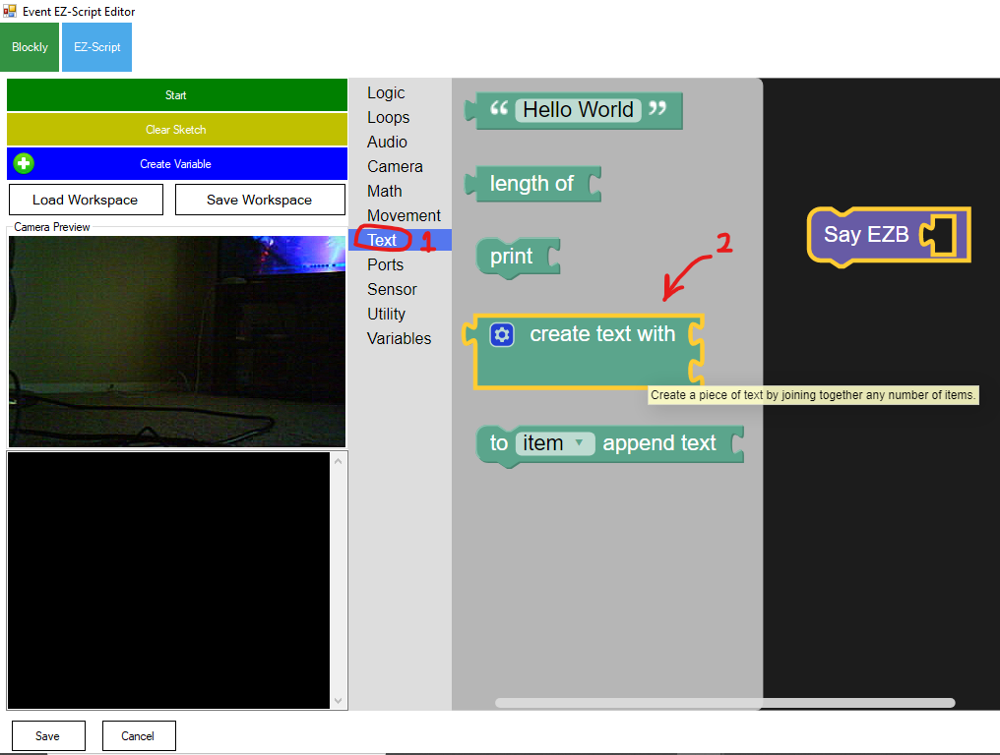 Event EZ-Script Editor
Blockly
EZ-Script
Start
Clear Sketch
Create Variable
Load Workspace
Save Workspace
Camera Preview
Logic
Loops
Audio
Camera
Math
Movement
Text 1
Ports
Sensor
Utility
Variables
“ Hello World ”
length of
print
2
create text with
Create a piece of text by joining together any number of items.
to item append text
Say EZB
Save
Cancel